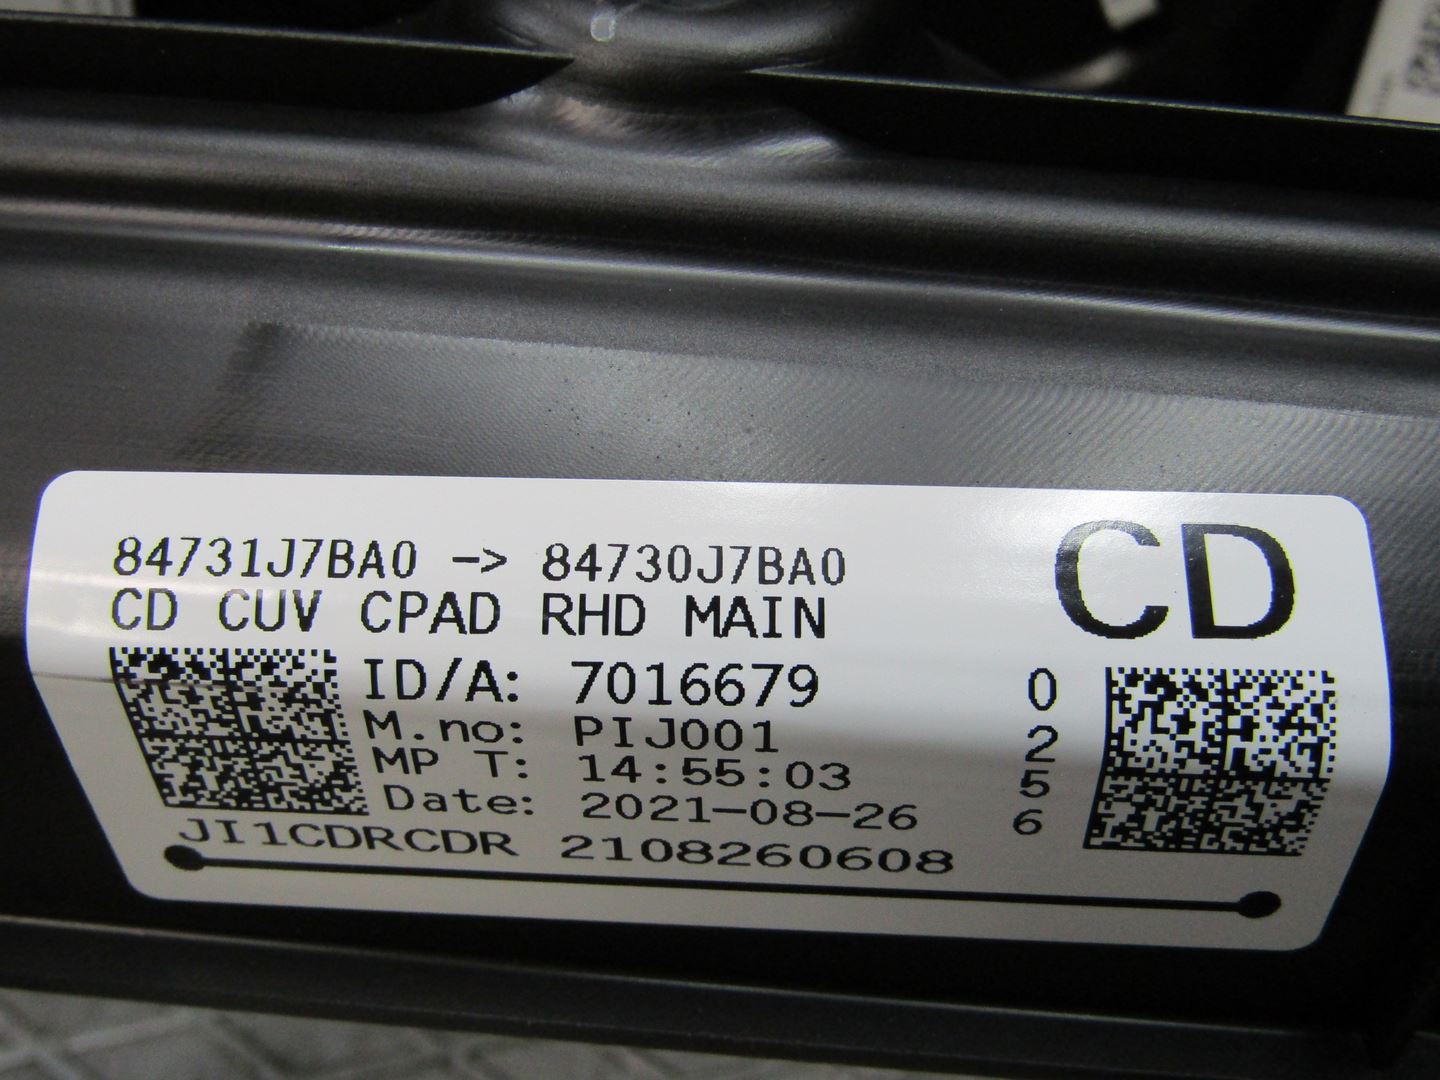 84731J7BA0 -> 84730J7BA0
CD
CD CUV CPAD RHD MAIN
ID/A: 7016679
M.no: PIJ001
MP T: 14:55:03
Date: 2021-08-26
0
2
5
6
JI1CDRCDR 2108260608